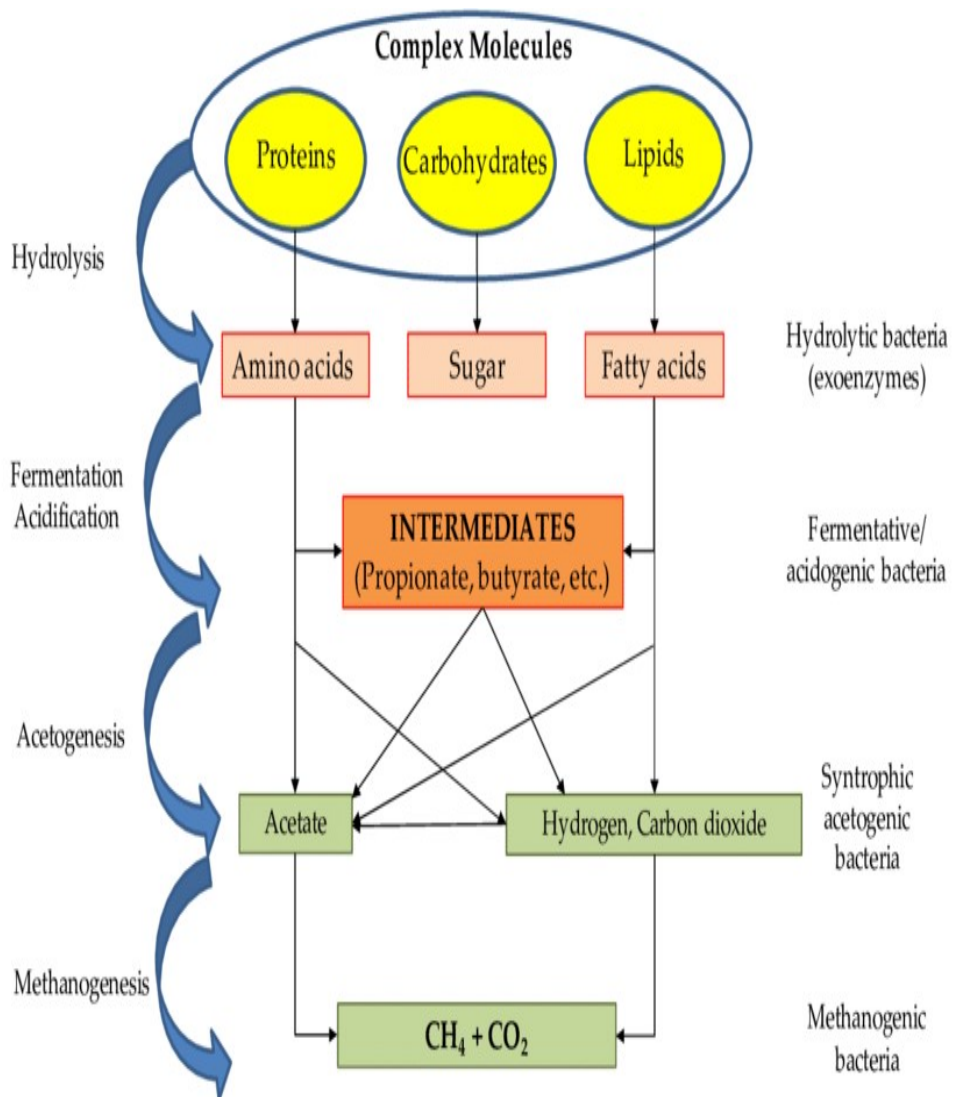 Complex Molecules
Proteins
Carbohydrates
Lipids
Hydrolysis
Amino acids
Sugar
Fatty acids
Hydrolytic bacteria
(exoenzymes)
Fermentation
Acidification
INTERMEDIATES
(Propionate, butyrate, etc.)
Fermentative/
acidogenic bacteria
Acetogenesis
Acetate
Hydrogen, Carbon dioxide
Syntrophic
acetogenic
bacteria
Methanogenesis
CH₄ + CO₂
Methanogenic
bacteria